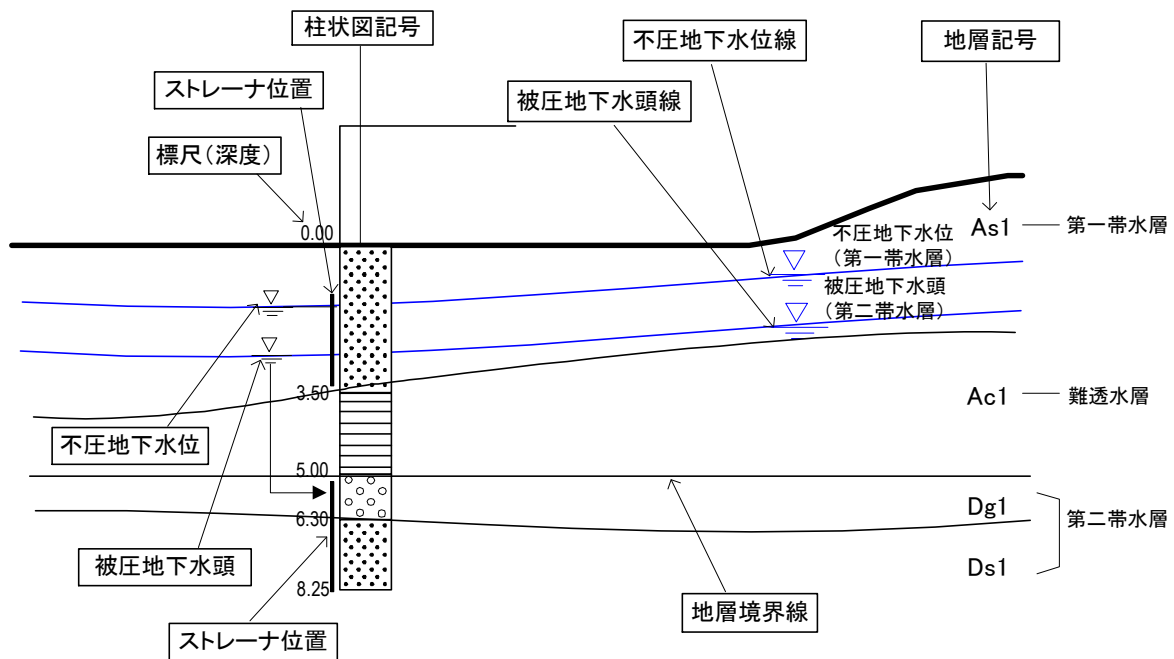 柱状図記号
不圧地下水位線
地層記号
ストレーナ位置
被圧地下水頭線
標尺(深度)
0.00
As1
第一帯水層
不圧地下水位
(第一帯水層)
被圧地下水頭
(第二帯水層)
3.50
Ac1
難透水層
不圧地下水位
5.00
Dg1
6.30
第二帯水層
被圧地下水頭
Ds1
8.25
地層境界線
ストレーナ位置